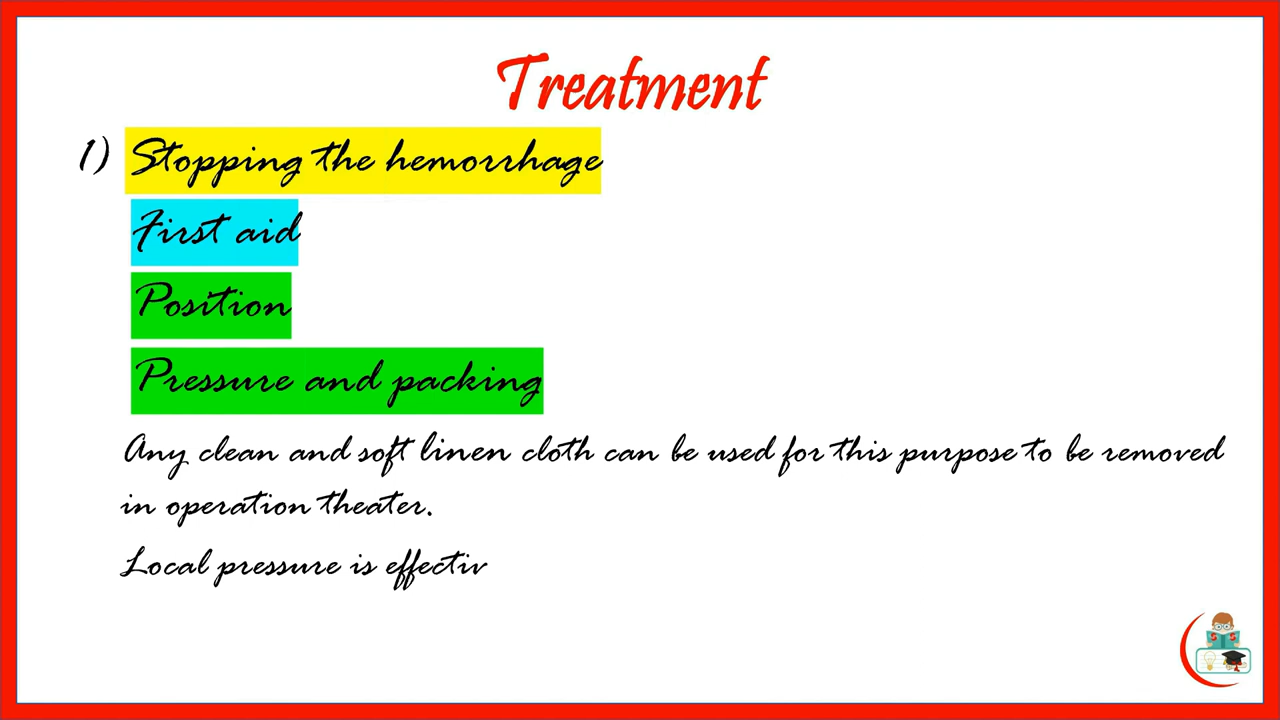 Treatment
1) Stopping the hemorrhage
First aid
Position
Pressure and packing
Any clean and soft linen cloth can be used for this purpose to be removed
in operation theater.
Local pressure is effectiv